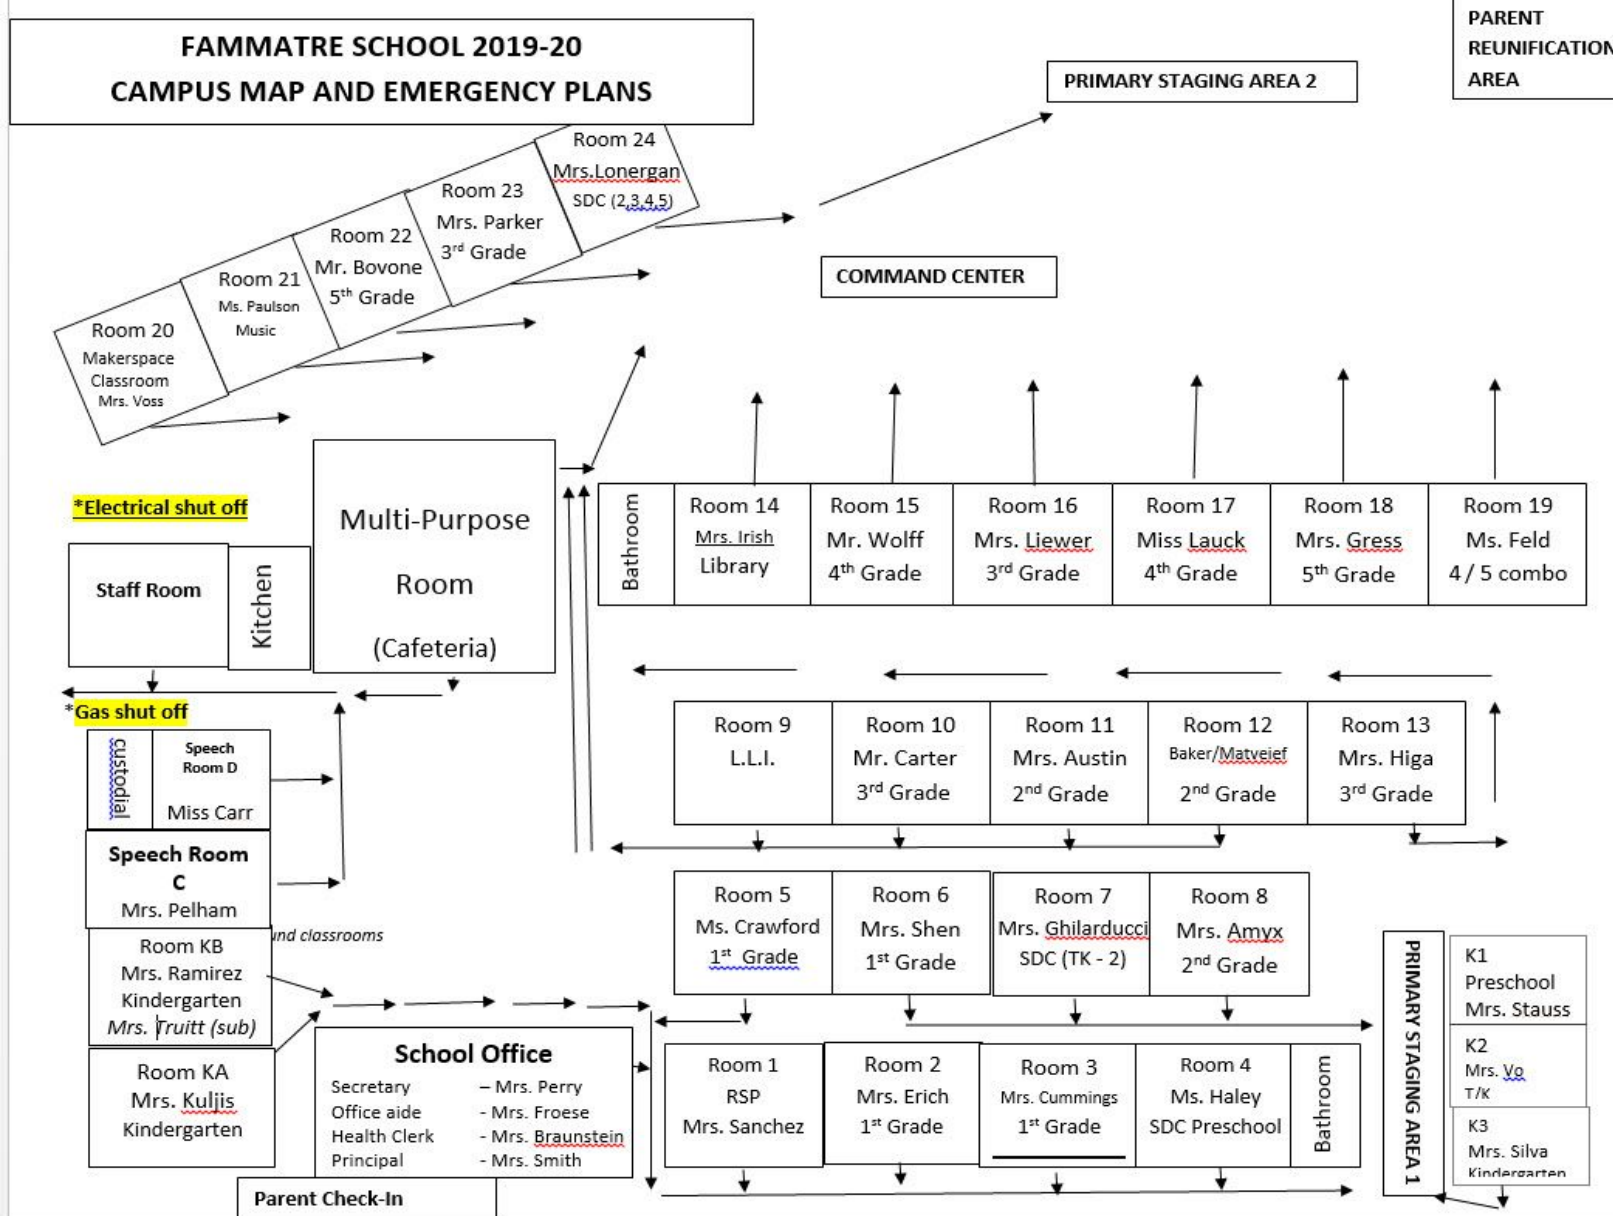 FAMMATRE SCHOOL 2019-20
CAMPUS MAP AND EMERGENCY PLANS
PARENT
REUNIFICATION
AREA
PRIMARY STAGING AREA 2
COMMAND CENTER
Room 24
Mrs.Lonergan
SDC (2,3,4,5)
Room 23
Mrs. Parker
3rd Grade
Room 22
Mr. Bovone
5th Grade
Room 21
Ms. Paulson
Music
Room 20
Makerspace
Classroom
Mrs. Voss
*Electrical shut off
Staff Room
Kitchen
Multi-Purpose
Room
(Cafeteria)
Bathroom
Room 14
Mrs. Irish
Library
Room 15
Mr. Wolff
4th Grade
Room 16
Mrs. Liewer
3rd Grade
Room 17
Miss Lauck
4th Grade
Room 18
Mrs. Gress
5th Grade
Room 19
Ms. Feld
4 / 5 combo
*Gas shut off
custodial
Speech
Room D
Miss Carr
Speech Room
C
Mrs. Pelham
Room 9
L.L.I.
Room 10
Mr. Carter
3rd Grade
Room 11
Mrs. Austin
2nd Grade
Room 12
Baker/Matveief
2nd Grade
Room 13
Mrs. Higa
3rd Grade
Room KB
Mrs. Ramirez
Kindergarten
Mrs. Truitt (sub)
classrooms
Room 5
Ms. Crawford
1st Grade
Room 6
Mrs. Shen
1st Grade
Room 7
Mrs. Ghilarducci
SDC (TK - 2)
Room 8
Mrs. Amyx
2nd Grade
PRIMARY STAGING AREA 1
K1
Preschool
Mrs. Stauss
K2
Mrs. Vo
T/K
K3
Mrs. Silva
Kindergarten
Room KA
Mrs. Kuljis
Kindergarten
School Office
Secretary – Mrs. Perry
Office aide - Mrs. Froese
Health Clerk - Mrs. Braunstein
Principal - Mrs. Smith
Parent Check-In
Room 1
RSP
Mrs. Sanchez
Room 2
Mrs. Erich
1st Grade
Room 3
Mrs. Cummings
1st Grade
Room 4
Ms. Haley
SDC Preschool
Bathroom